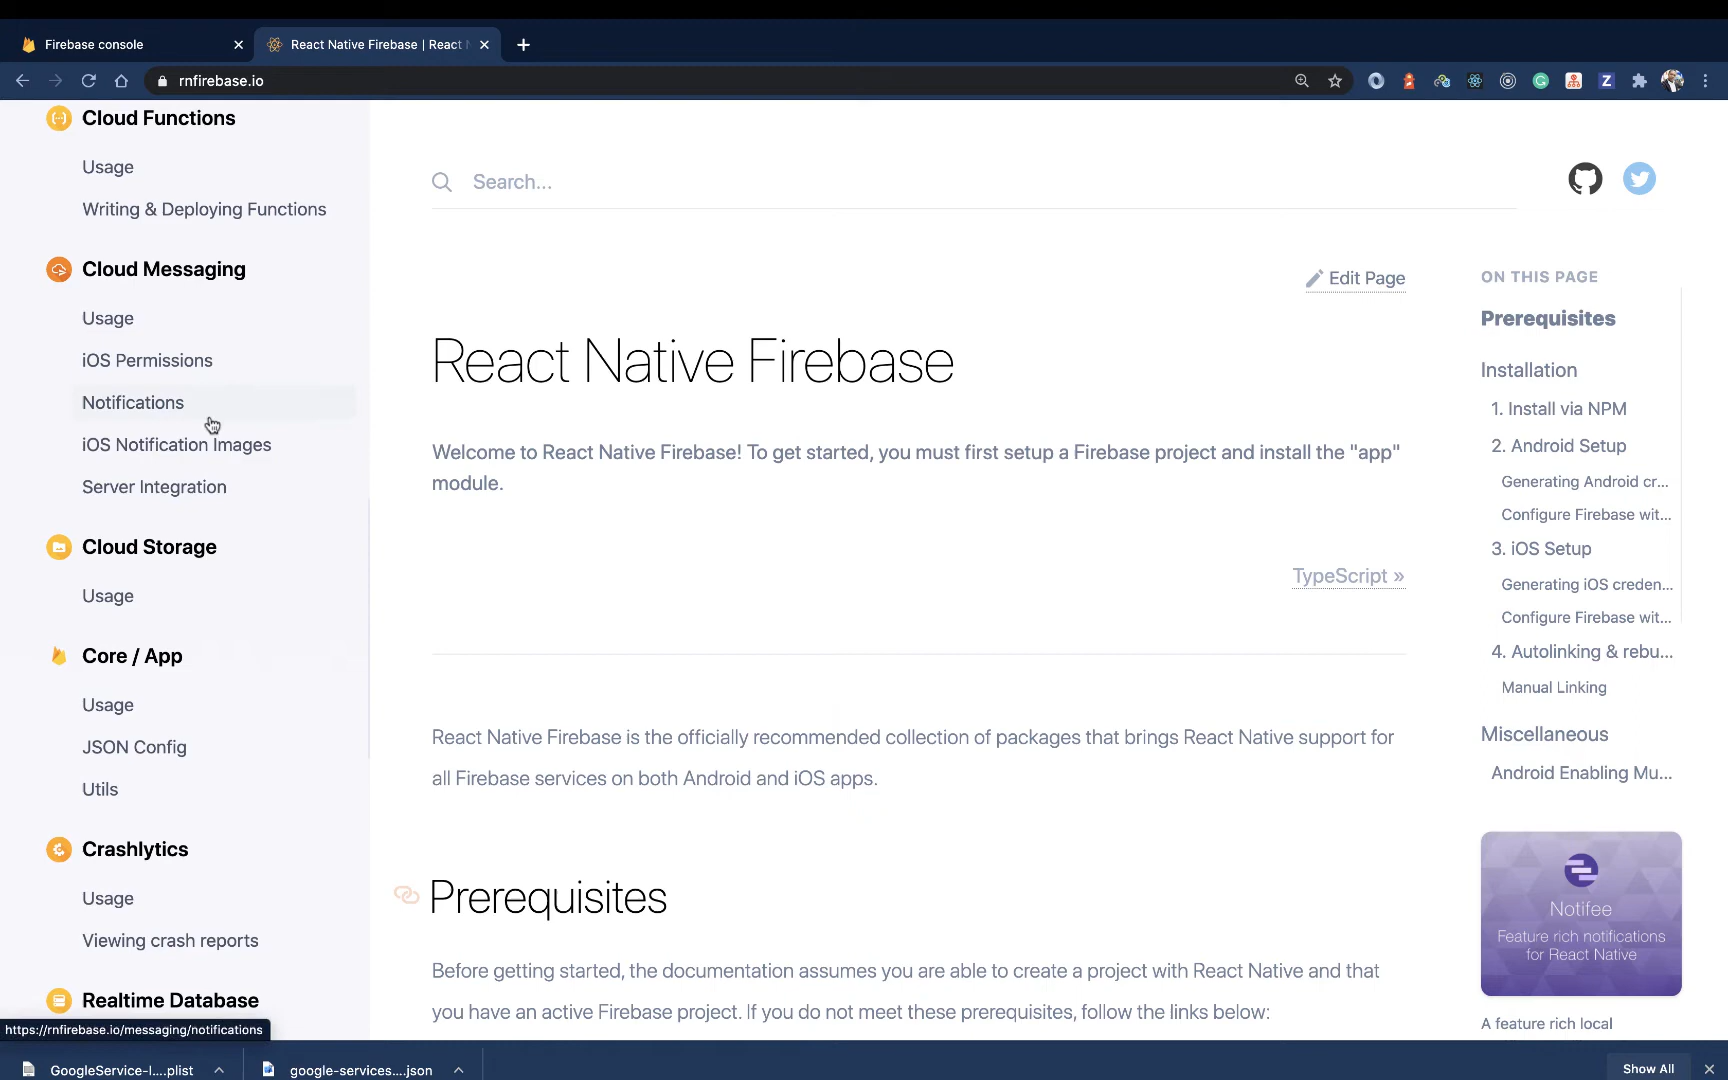 Firebase console
React Native Firebase | React N
rnfirebase.io
Cloud Functions
Usage
Writing & Deploying Functions
Cloud Messaging
Usage
iOS Permissions
Notifications
iOS Notification Images
Server Integration
Cloud Storage
Usage
Core / App
Usage
JSON Config
Utils
Crashlytics
Usage
Viewing crash reports
Realtime Database
https://rnfirebase.io/messaging/notifications
Search...
Edit Page
React Native Firebase
Welcome to React Native Firebase! To get started, you must first setup a Firebase project and install the "app"
module.
TypeScript »
React Native Firebase is the officially recommended collection of packages that brings React Native support for
all Firebase services on both Android and iOS apps.
Prerequisites
Before getting started, the documentation assumes you are able to create a project with React Native and that
you have an active Firebase project. If you do not meet these prerequisites, follow the links below:
ON THIS PAGE
Prerequisites
Installation
1. Install via NPM
2. Android Setup
Generating Android cr...
Configure Firebase wit...
3. iOS Setup
Generating iOS creden...
Configure Firebase wit...
4. Autolinking & rebu...
Manual Linking
Miscellaneous
Android Enabling Mu...
Notifee
Feature rich notifications
for React Native
A feature rich local
GoogleService-I....plist
google-services....json
Show All